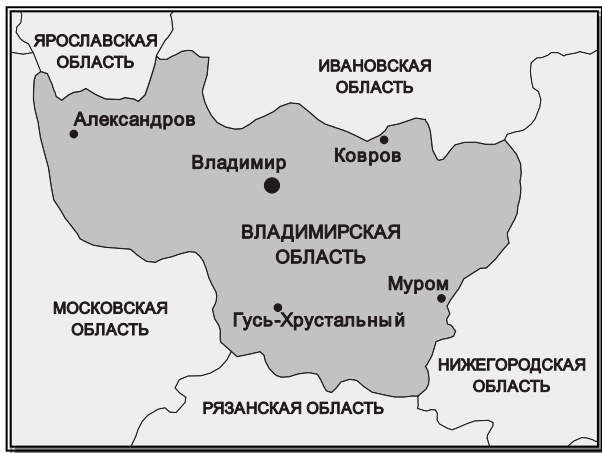 ЯРОСЛАВСКАЯ
ОБЛАСТЬ
ИВАНОВСКАЯ
ОБЛАСТЬ
Александров
Владимир
Ковров
ВЛАДИМИРСКАЯ
ОБЛАСТЬ
Муром
МОСКОВСКАЯ
ОБЛАСТЬ
Гусь-Хрустальный
НИЖЕГОРОДСКАЯ
ОБЛАСТЬ
РЯЗАНСКАЯ ОБЛАСТЬ